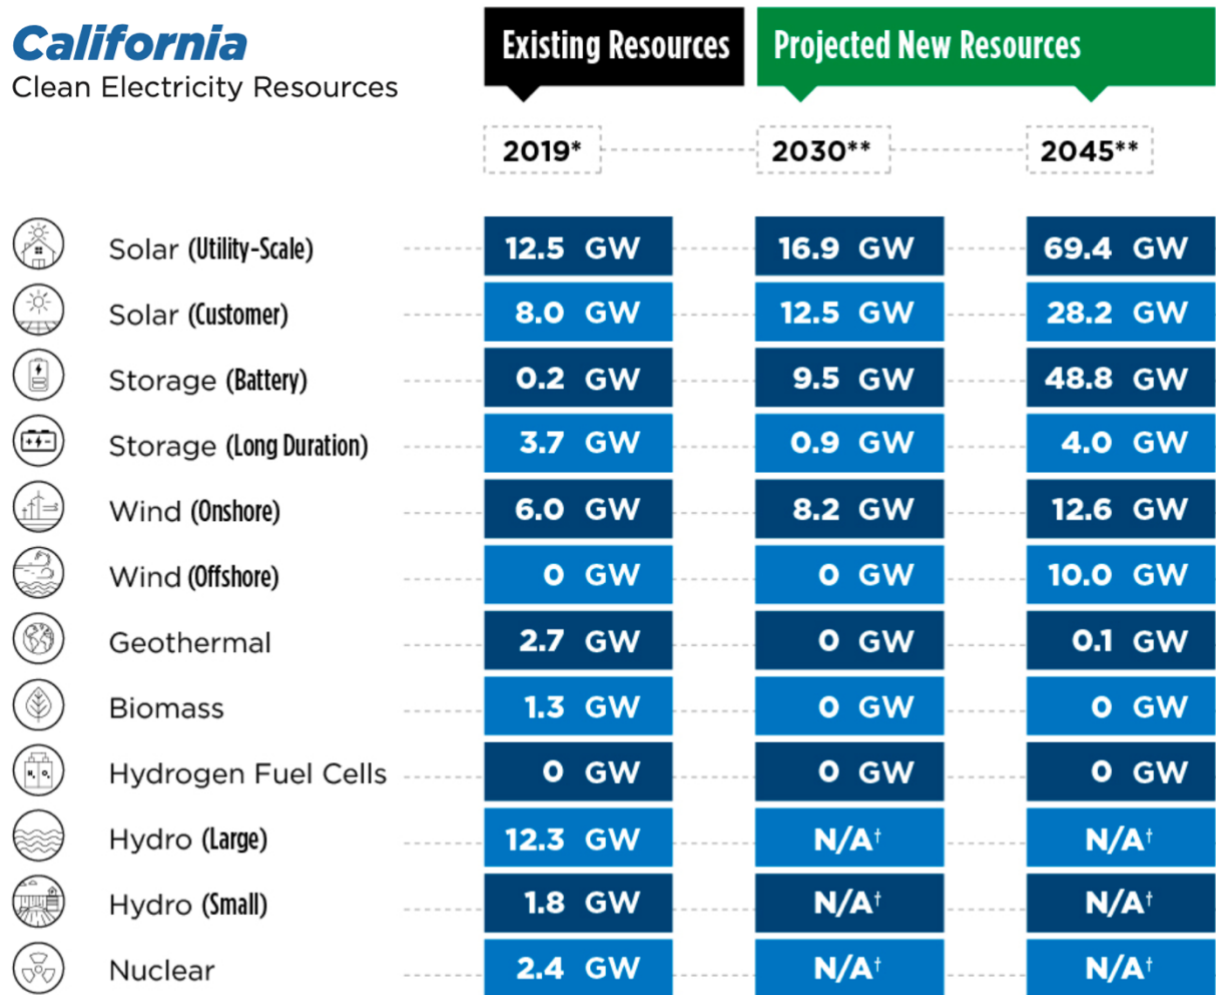 California
Clean Electricity Resources
Existing Resources
Projected New Resources
2019*
2030**
2045**
Solar (Utility-Scale) 12.5 GW 16.9 GW 69.4 GW
Solar (Customer) 8.0 GW 12.5 GW 28.2 GW
Storage (Battery) 0.2 GW 9.5 GW 48.8 GW
Storage (Long Duration) 3.7 GW 0.9 GW 4.0 GW
Wind (Onshore) 6.0 GW 8.2 GW 12.6 GW
Wind (Offshore) 0 GW 0 GW 10.0 GW
Geothermal 2.7 GW 0 GW 0.1 GW
Biomass 1.3 GW 0 GW 0 GW
Hydrogen Fuel Cells 0 GW 0 GW 0 GW
Hydro (Large) 12.3 GW N/A† N/A†
Hydro (Small) 1.8 GW N/A† N/A†
Nuclear 2.4 GW N/A† N/A†